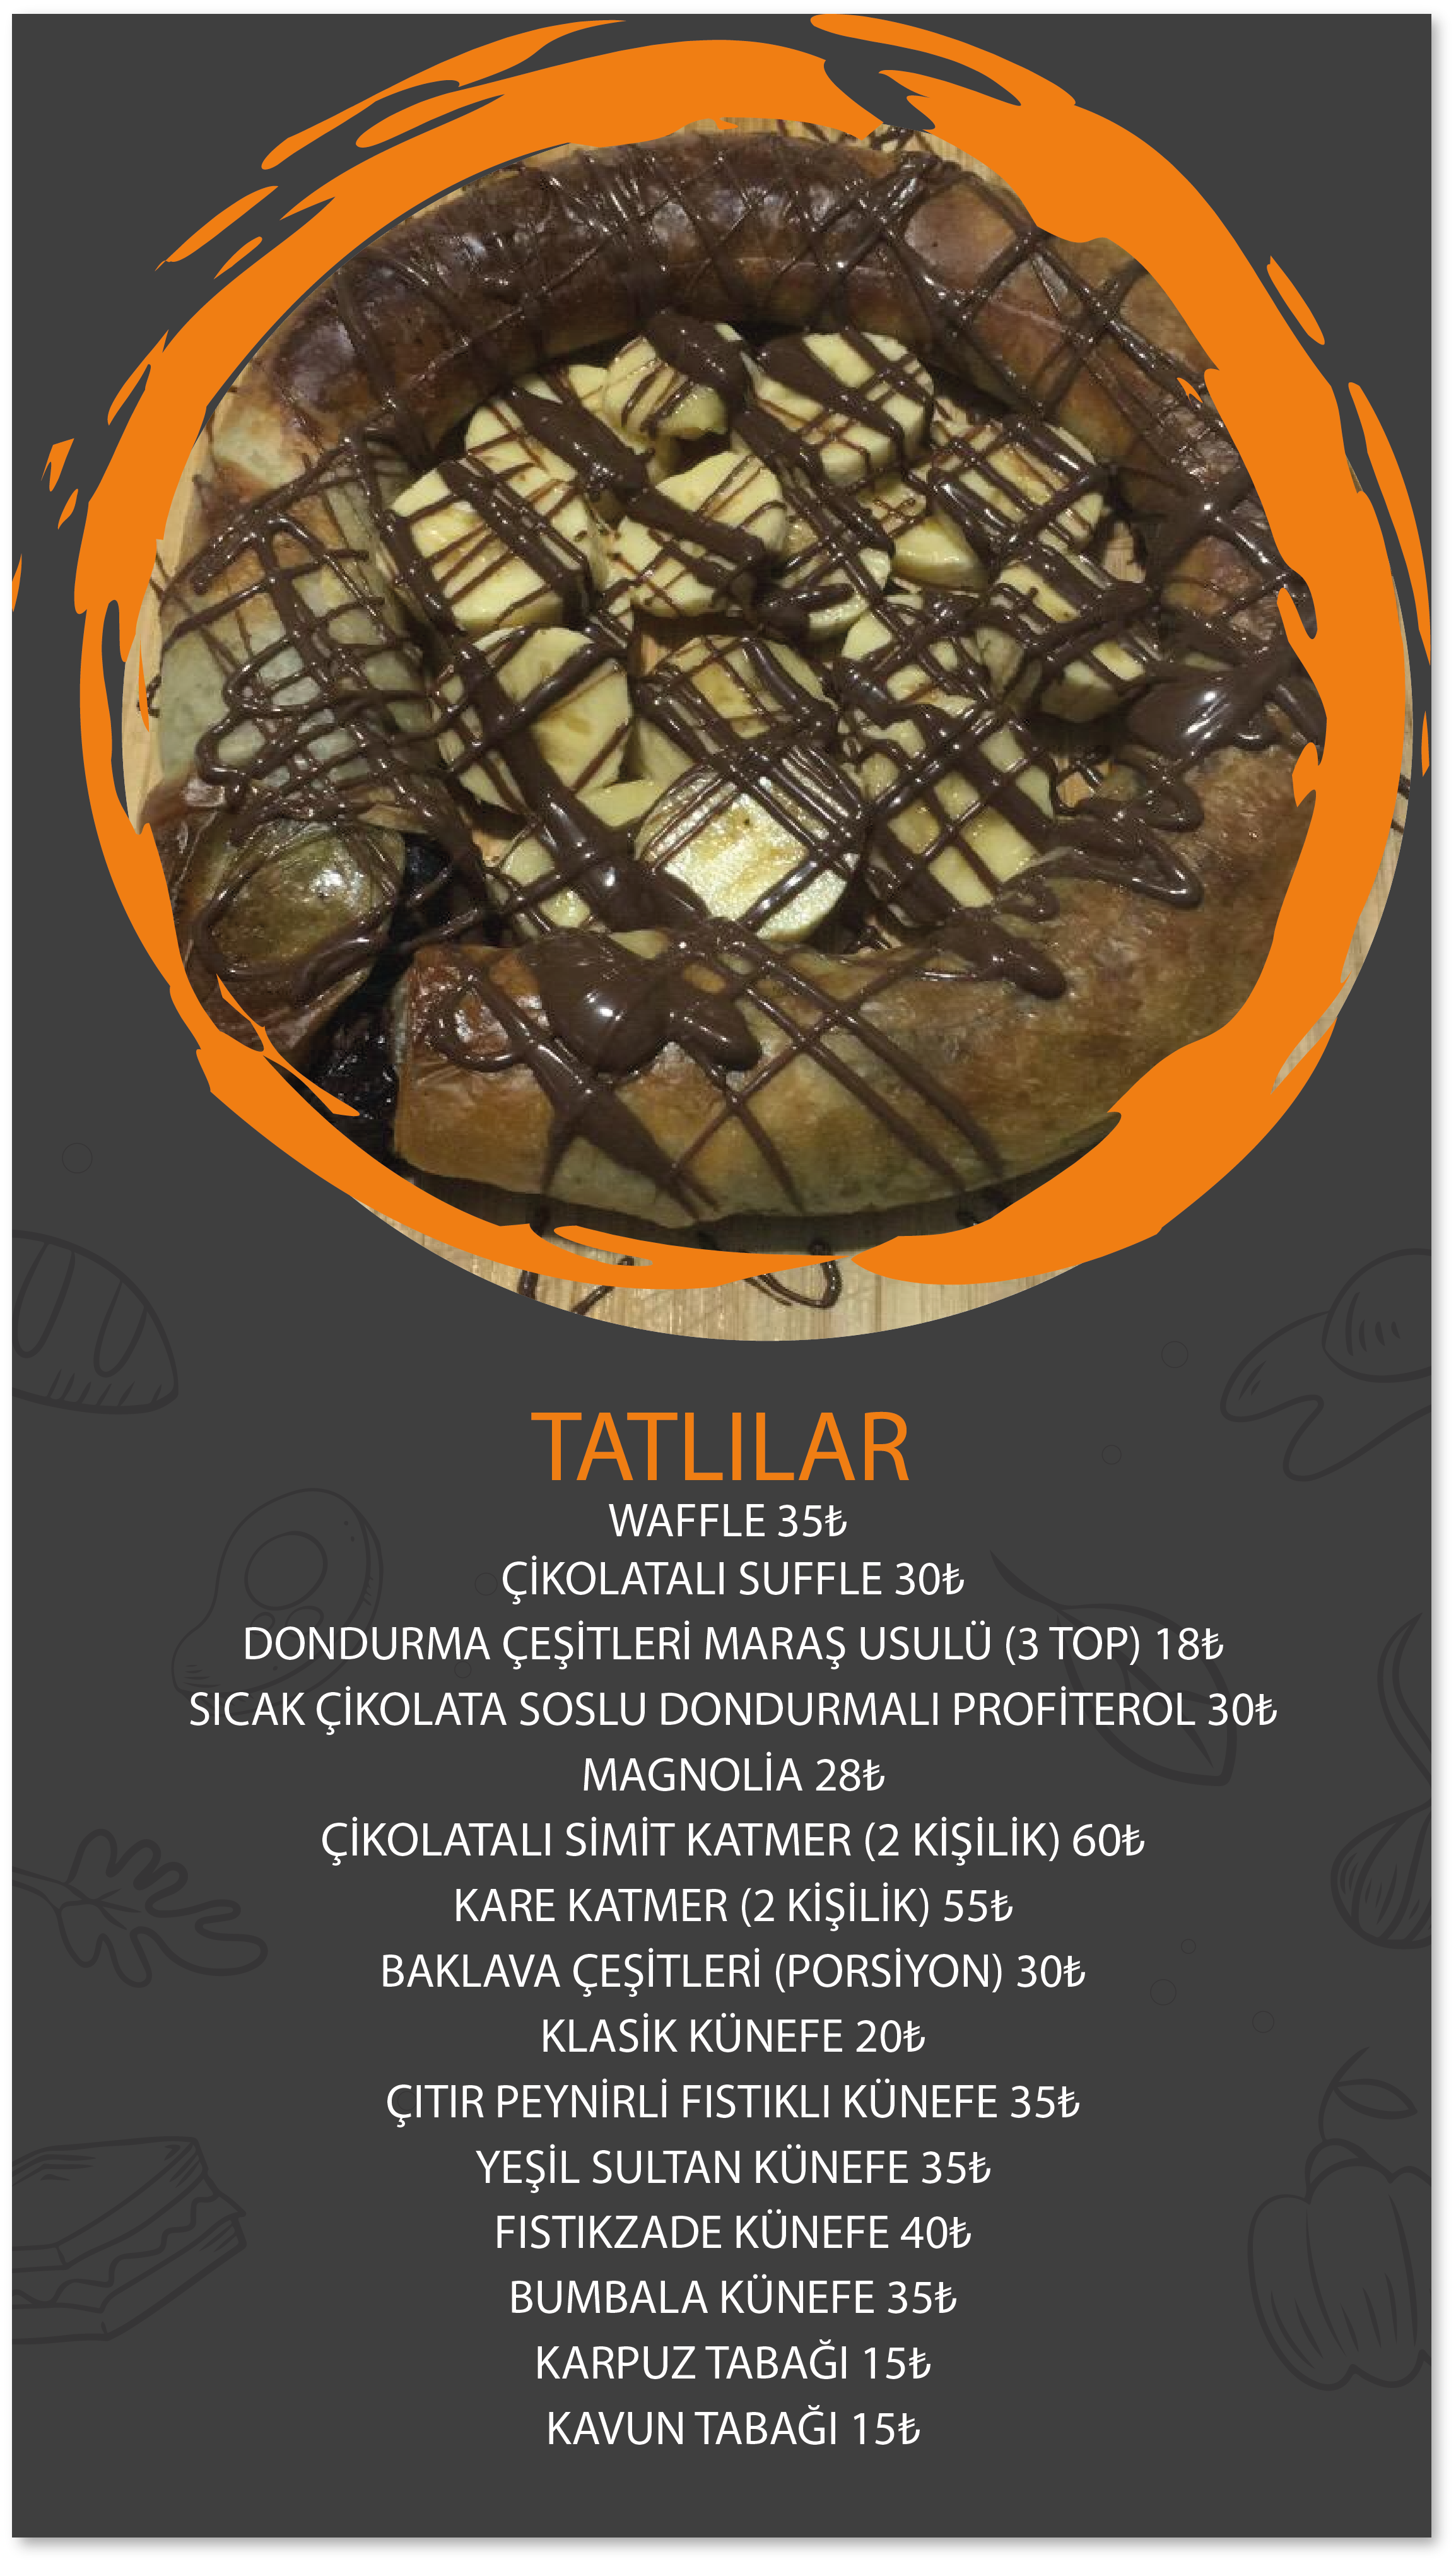 TATLILAR
WAFFLE 35₺
ÇİKOLATALI SUFFLE 30₺
DONDURMA ÇEŞİTLERİ MARAŞ USULÜ (3 TOP) 18₺
SICAK ÇİKOLATA SOSLU DONDURMALI PROFİTEROL 30₺
MAGNOLİA 28₺
ÇİKOLATALI SİMİT KATMER (2 KİŞİLİK) 60₺
KARE KATMER (2 KİŞİLİK) 55₺
BAKLAVA ÇEŞİTLERİ (PORSİYON) 30₺
KLASİK KÜNEFE 20₺
ÇITIR PEYNİRLİ FISTIKLI KÜNEFE 35₺
YEŞİL SULTAN KÜNEFE 35₺
FISTIKZADE KÜNEFE 40₺
BUMBALA KÜNEFE 35₺
KARPUZ TABAĞI 15₺
KAVUN TABAĞI 15₺